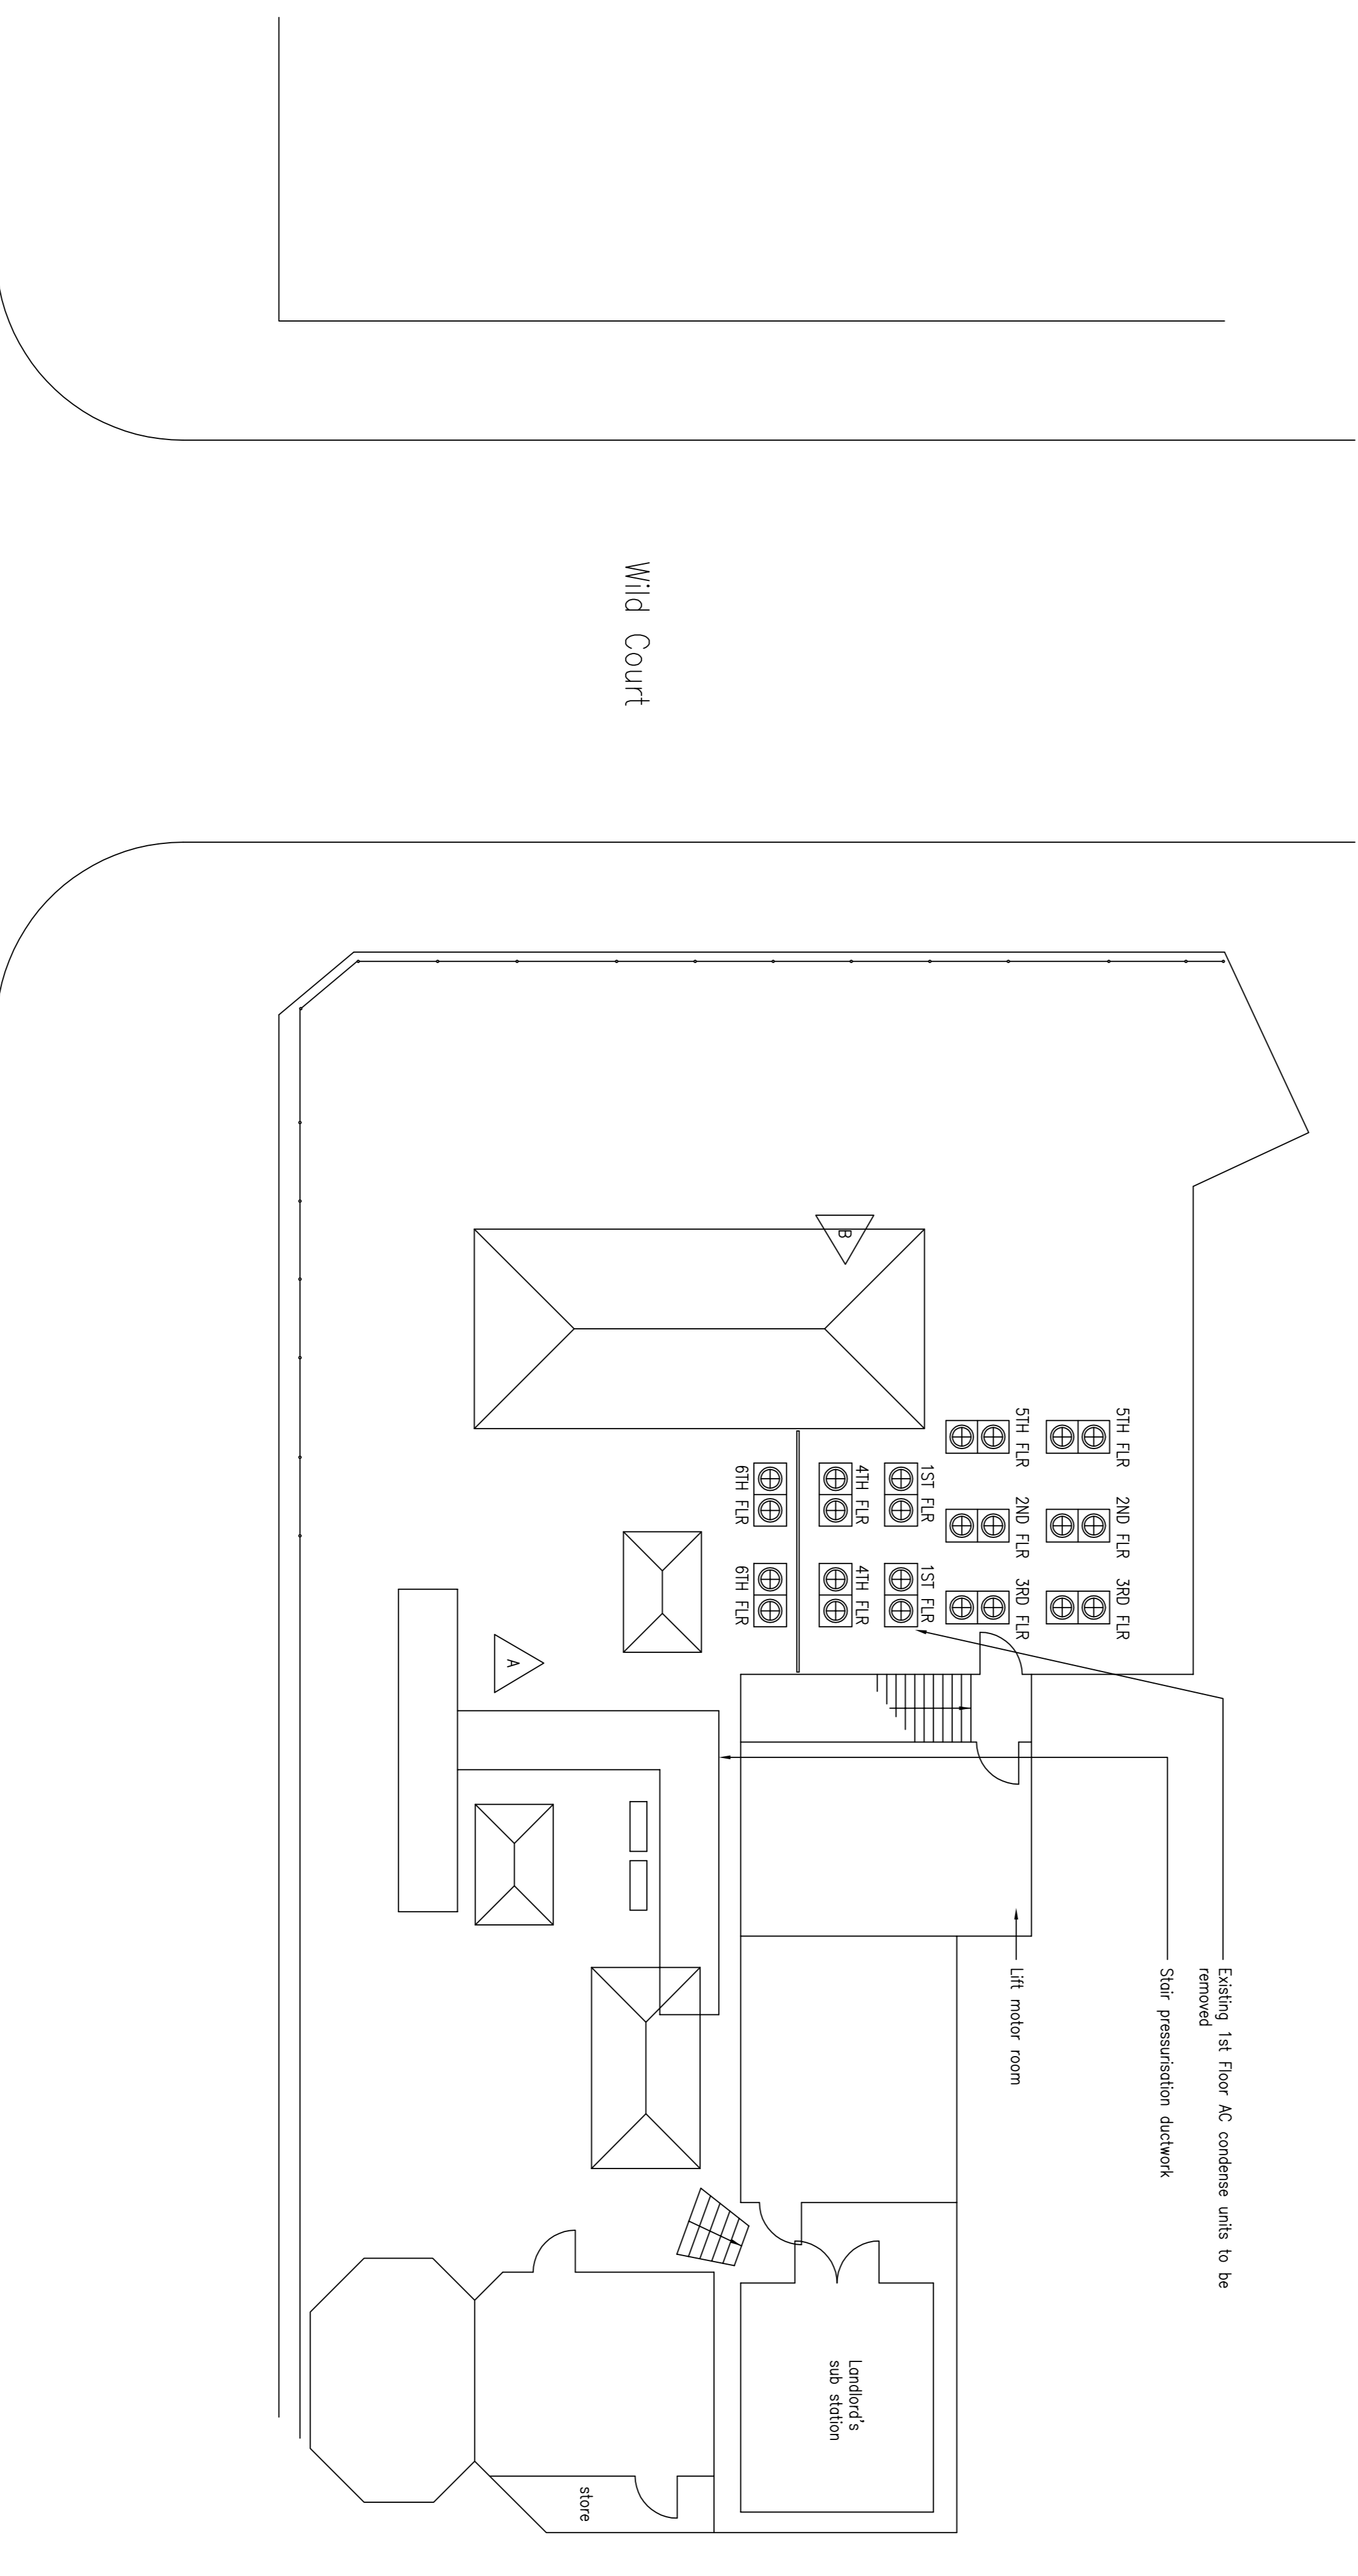 Wild Court
B
5TH FLR
5TH FLR
1ST FLR
4TH FLR
6TH FLR
2ND FLR
2ND FLR
3RD FLR
3RD FLR
1ST FLR
4TH FLR
6TH FLR
A
Existing 1st Floor AC condense units to be
removed
Stair pressurisation ductwork
Lift motor room
Landlord's
sub station
store